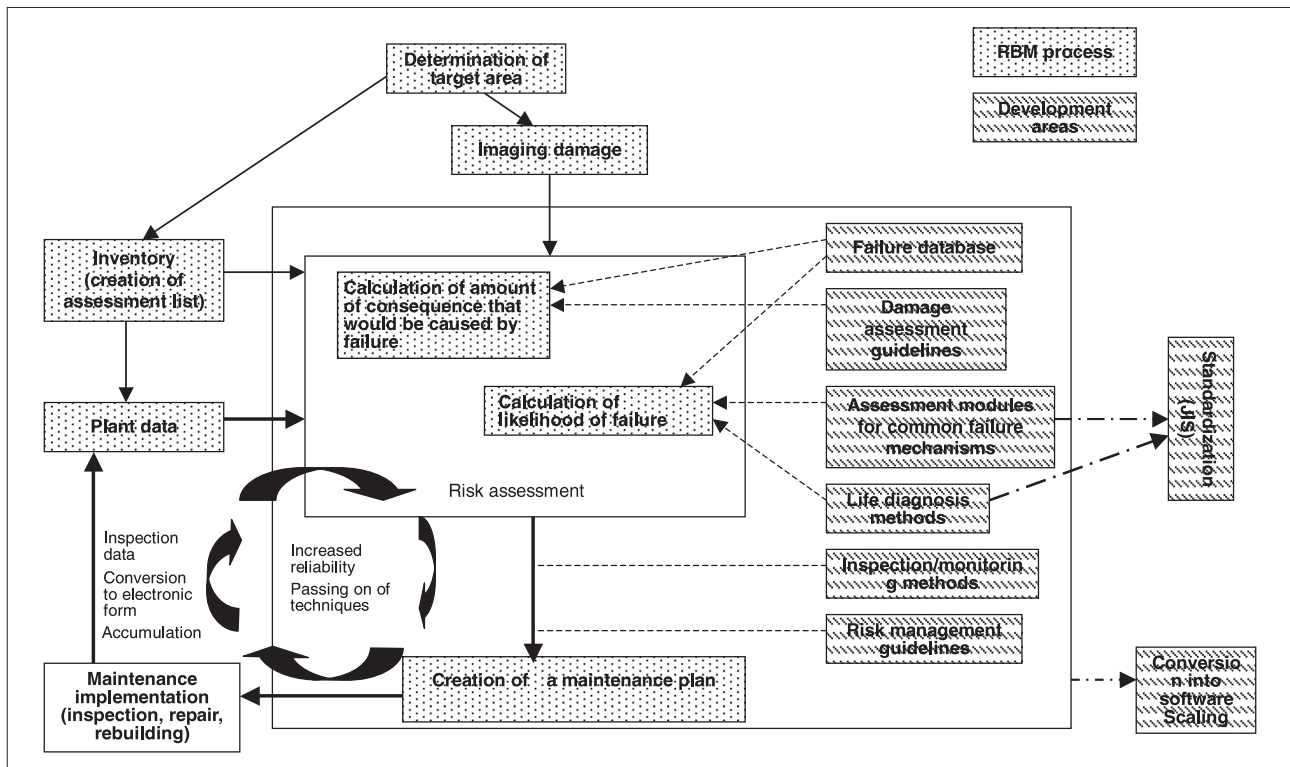 Determination of
target area
RBM process
Development
areas
Imaging damage
Inventory
(creation of
assessment list)
Failure database
Calculation of amount
of consequence that
would be caused by
failure
Damage
assessment
guidelines
Standardization
(JIS)
Plant data
Calculation of
likelihood of failure
Assessment modules
for common failure
mechanisms
Risk assessment
Life diagnosis
methods
Inspection
data
Conversion
to electronic
form
Accumulation
Increased
reliability
Passing on of
techniques
Inspection/monitorin
g methods
Risk management
guidelines
Maintenance
implementation
(inspection, repair,
rebuilding)
Creation of a maintenance plan
Conversio
n into
software
Scaling